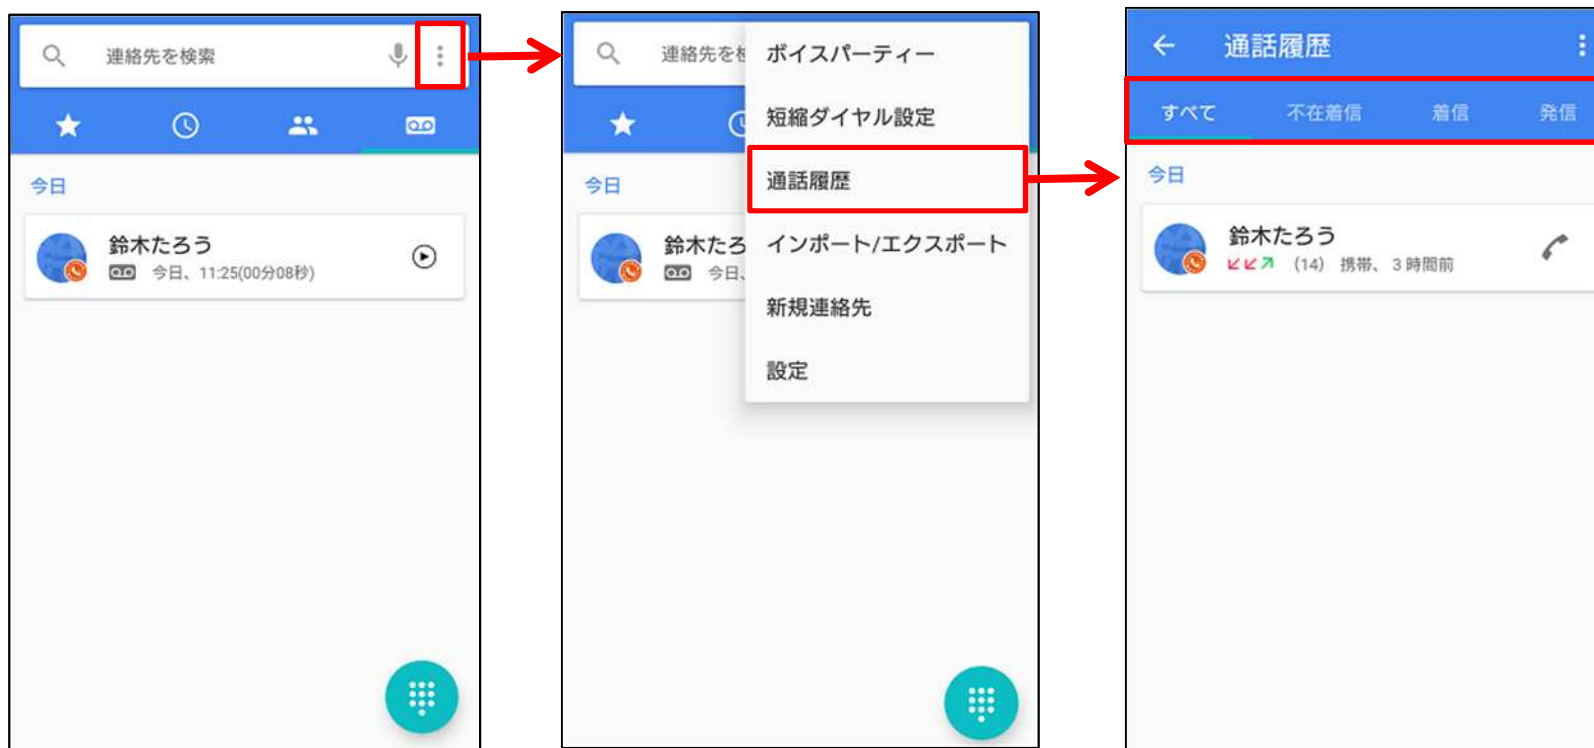 連絡先を検索
今日
鈴木たろう
今日、11:25(00分08秒)
連絡先を
ボイスパーティー
短縮ダイヤル設定
通話履歴
インポート/エクスポート
新規連絡先
設定
今日
鈴木たろ
今日、
通話履歴
すべて 不在着信 着信 発信
今日
鈴木たろう
(14) 携帯、3 時間前